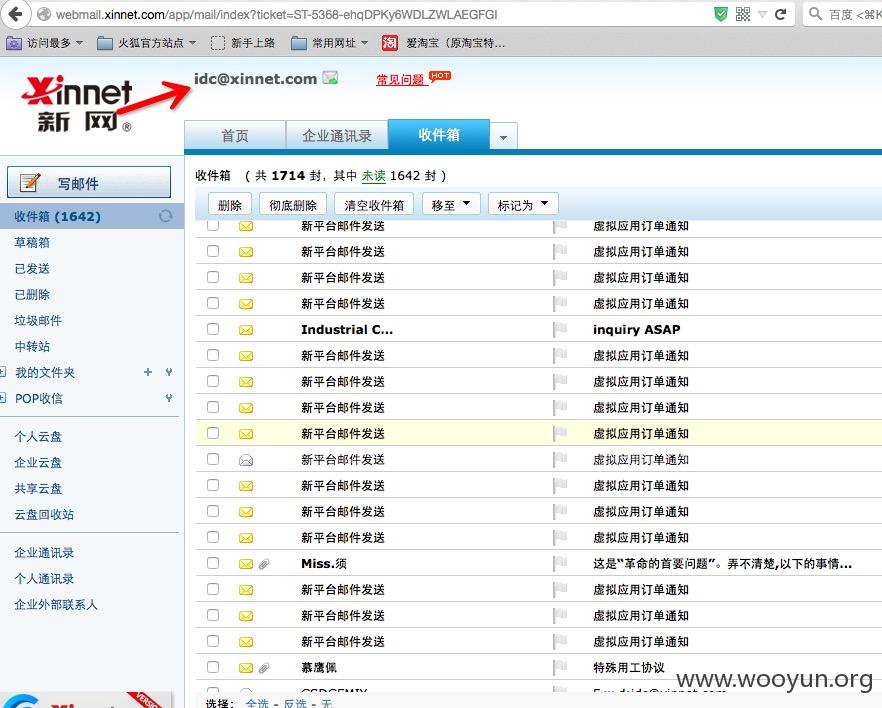 webmail.xinnet.com/app/mail/index?ticket=ST-5368-ehqDPKy6WDLZWLAEGFGI
百度 <⌘K
访问最多 火狐官方站点 新手上路 常用网址 淘 爱淘宝（原淘宝特...
Xinnet
新 网®
idc@xinnet.com 常见问题 HOT
首页 企业通讯录 收件箱
写邮件
收件箱 (1642)
草稿箱
已发送
已删除
垃圾邮件
中转站
我的文件夹
POP收信
个人云盘
企业云盘
共享云盘
云盘回收站
企业通讯录
个人通讯录
企业外部联系人
VERSION
收件箱 （ 共 1714 封，其中 未读 1642 封 ）
删除 彻底删除 清空收件箱 移至 标记为
新平台邮件发送 虚拟应用订单通知
新平台邮件发送 虚拟应用订单通知
新平台邮件发送 虚拟应用订单通知
新平台邮件发送 虚拟应用订单通知
Industrial C... inquiry ASAP
新平台邮件发送 虚拟应用订单通知
新平台邮件发送 虚拟应用订单通知
新平台邮件发送 虚拟应用订单通知
新平台邮件发送 虚拟应用订单通知
新平台邮件发送 虚拟应用订单通知
新平台邮件发送 虚拟应用订单通知
新平台邮件发送 虚拟应用订单通知
新平台邮件发送 虚拟应用订单通知
Miss.须 这是“革命的首要问题”。弄不清楚,以下的事情...
新平台邮件发送 虚拟应用订单通知
新平台邮件发送 虚拟应用订单通知
新平台邮件发送 虚拟应用订单通知
慕鹰佩 特殊用工协议
选择： 全选 - 反选 - 无
www.wooyun.org